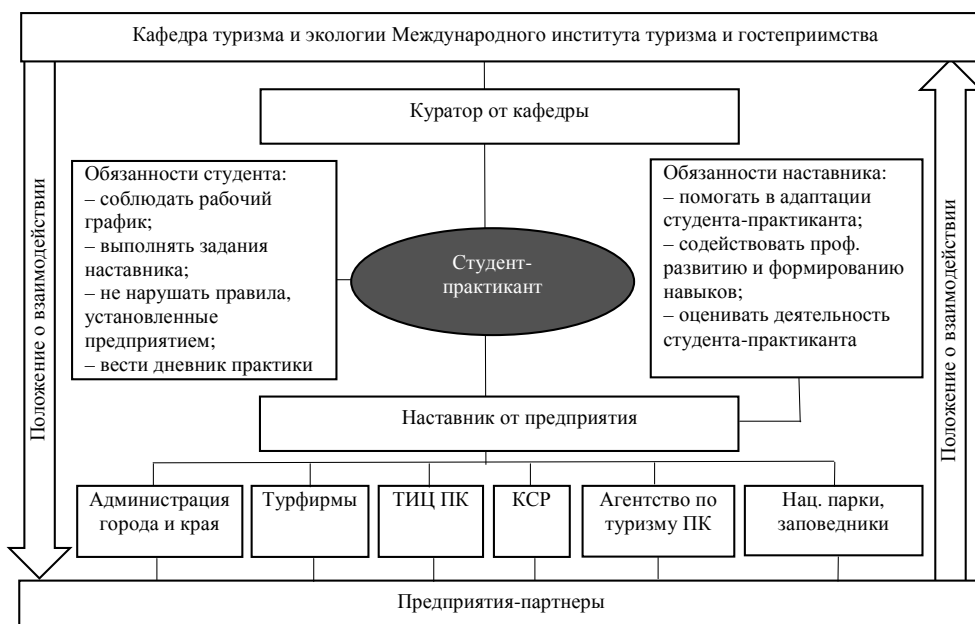 Кафедра туризма и экологии Международного института туризма и гостеприимства
Куратор от кафедры
Положение о взаимодействии
Обязанности студента:
– соблюдать рабочий
график;
– выполнять задания
наставника;
– не нарушать правила,
установленные
предприятием;
– вести дневник практики
Студент-
практикант
Обязанности наставника:
– помогать в адаптации
студента-практиканта;
– содействовать проф.
развитию и формированию
навыков;
– оценивать деятельность
студента-практиканта
Положение о взаимодействии
Наставник от предприятия
Администрация
города и края
Турфирмы
ТИЦ ПК
КСР
Агентство по
туризму ПК
Нац. парки,
заповедники
Предприятия-партнеры